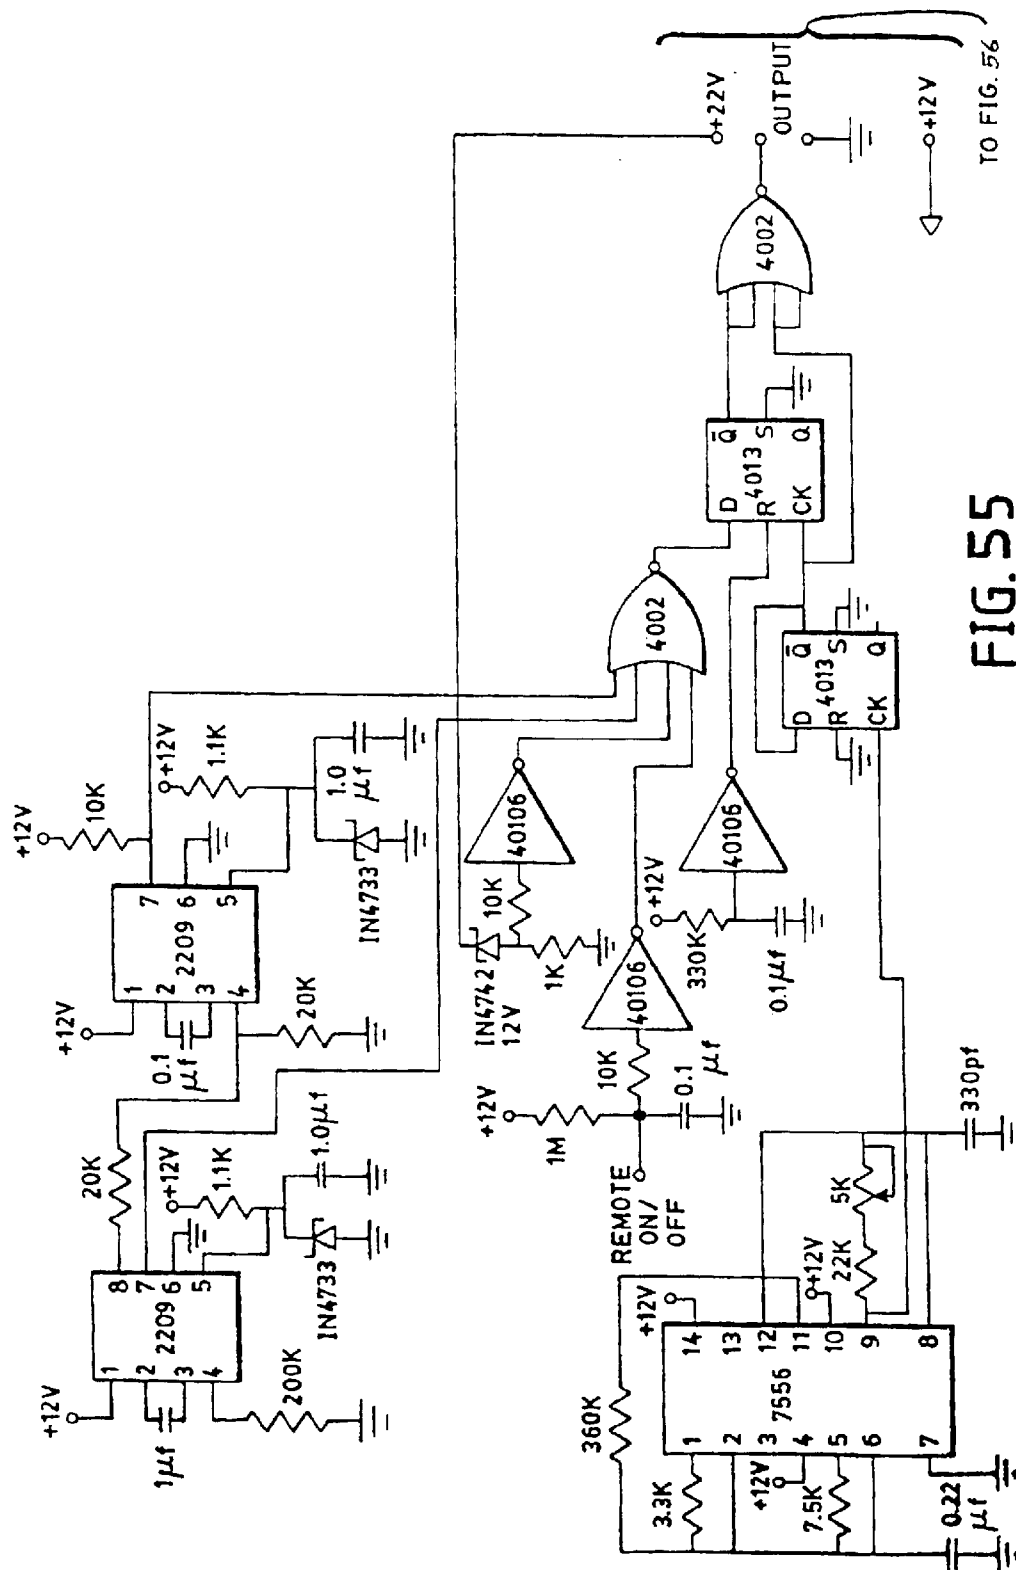 +12V
10K
+12V
1.1K
1.0
µf
IN4733
+12V
1
2
3
4
2209
7
6
5
0.1
µf
20K
20K
+12V
1.1K
1.0µf
IN4733
+12V
1
2
3
4
2209
8
7
6
5
1µf
200K
IN4742
12V
10K
1K
40106
+12V
1M
REMOTE
ON/
OFF
10K
0.1
µf
40106
+12V
330K
0.1µf
40106
4002
D
R
CK
4013
Q̅
S
Q
D
R
CK
4013
Q̅
S
Q
4002
+22V
OUTPUT
+12V
TO FIG. 56
360K
3.3K
+12V
7.5K
1
2
3
4
5
6
7
7556
14
13
12
11
10
9
8
+12V
+12V
22K
5K
330pf
0.22
µf
FIG. 55